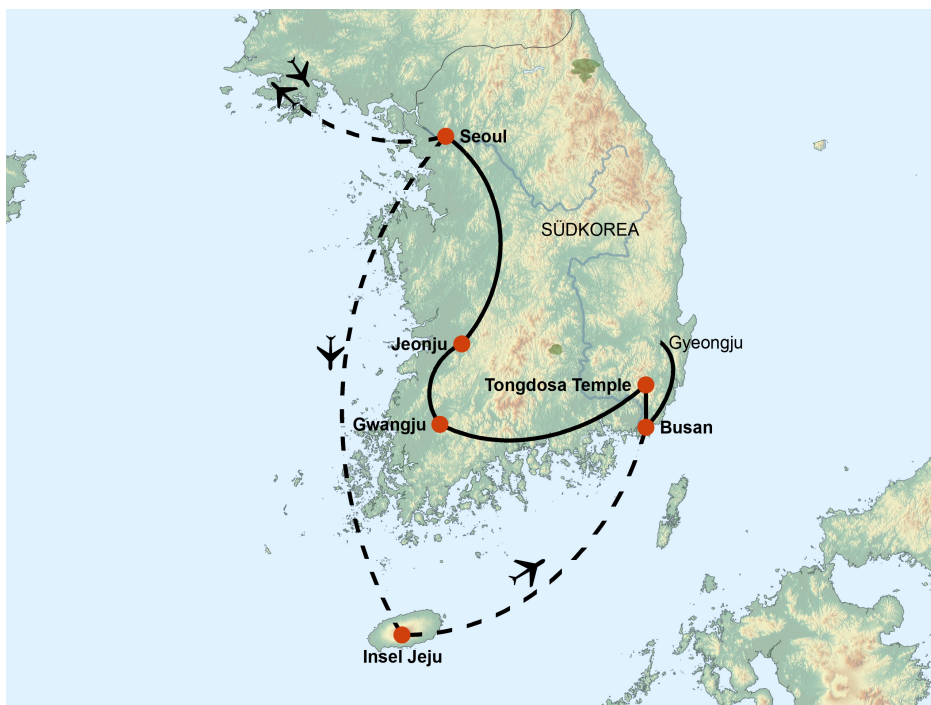 Seoul
SÜDKOREA
Jeonju
Gyeongju
Tongdosa Temple
Gwangju
Busan
Insel Jeju